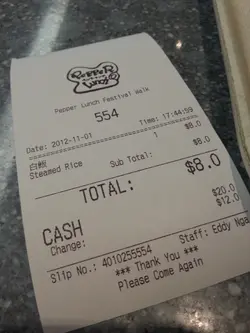 PEPPER
LUNCH
Pepper Lunch Festival Walk
554
Date: 2012-11-01 Time: 17:44:59
白飯 1 $8.0
Steamed Rice
Sub Total: $8.0
TOTAL: $8.0
CASH $20.0
Change: $12.0
Slip No.: 4010255554 Staff: Eddy Nga
*** Thank You ***
Please Come Again